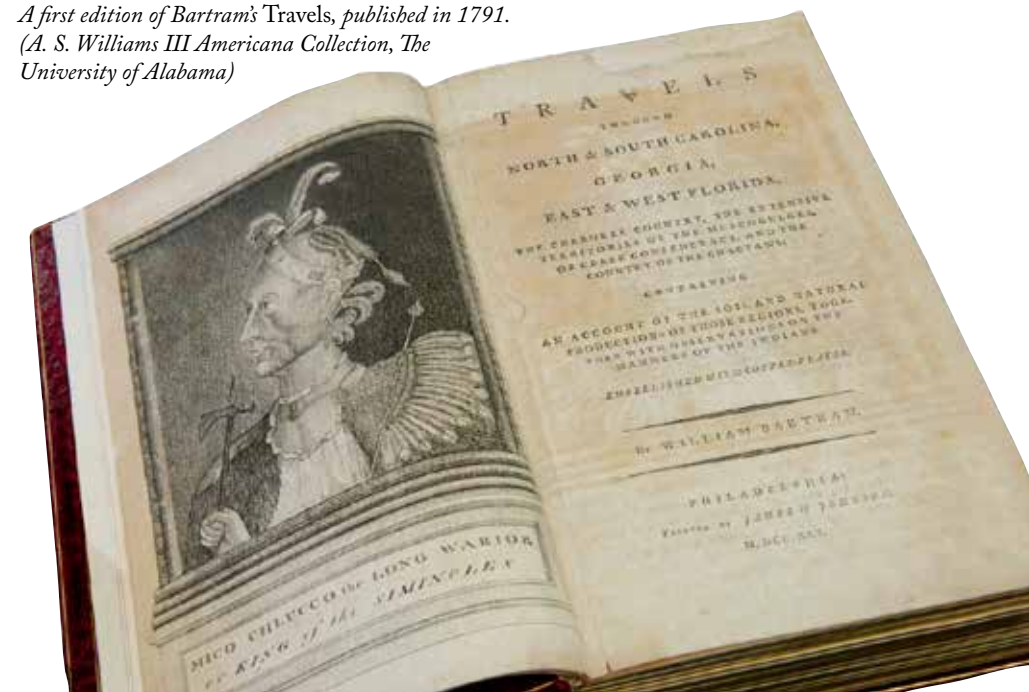 A first edition of Bartram's Travels, published in 1791.
(A. S. Williams III Americana Collection, The
University of Alabama)
TRAVELS
THROUGH
NORTH & SOUTH CAROLINA,
GEORGIA,
EAST & WEST FLORIDA,
THE CHEROKEE COUNTRY, THE EXTENSIVE
TERRITORIES OF THE MUSCOGULGES,
OR CREEK CONFEDERACY, AND THE
COUNTRY OF THE CHACTAWS;
CONTAINING
AN ACCOUNT OF THE SOIL AND NATURAL
PRODUCTIONS OF THOSE REGIONS, TOGE-
THER WITH OBSERVATIONS ON THE
MANNERS OF THE INDIANS.
EMBELLISHED WITH COPPER-PLATES.
By WILLIAM BARTRAM.
PHILADELPHIA:
PRINTED BY JAMES & JOHNSON.
M,DCC,XCI.
MICO CHLUCCO the LONG WARIOR
or KING of the SIMINOLES